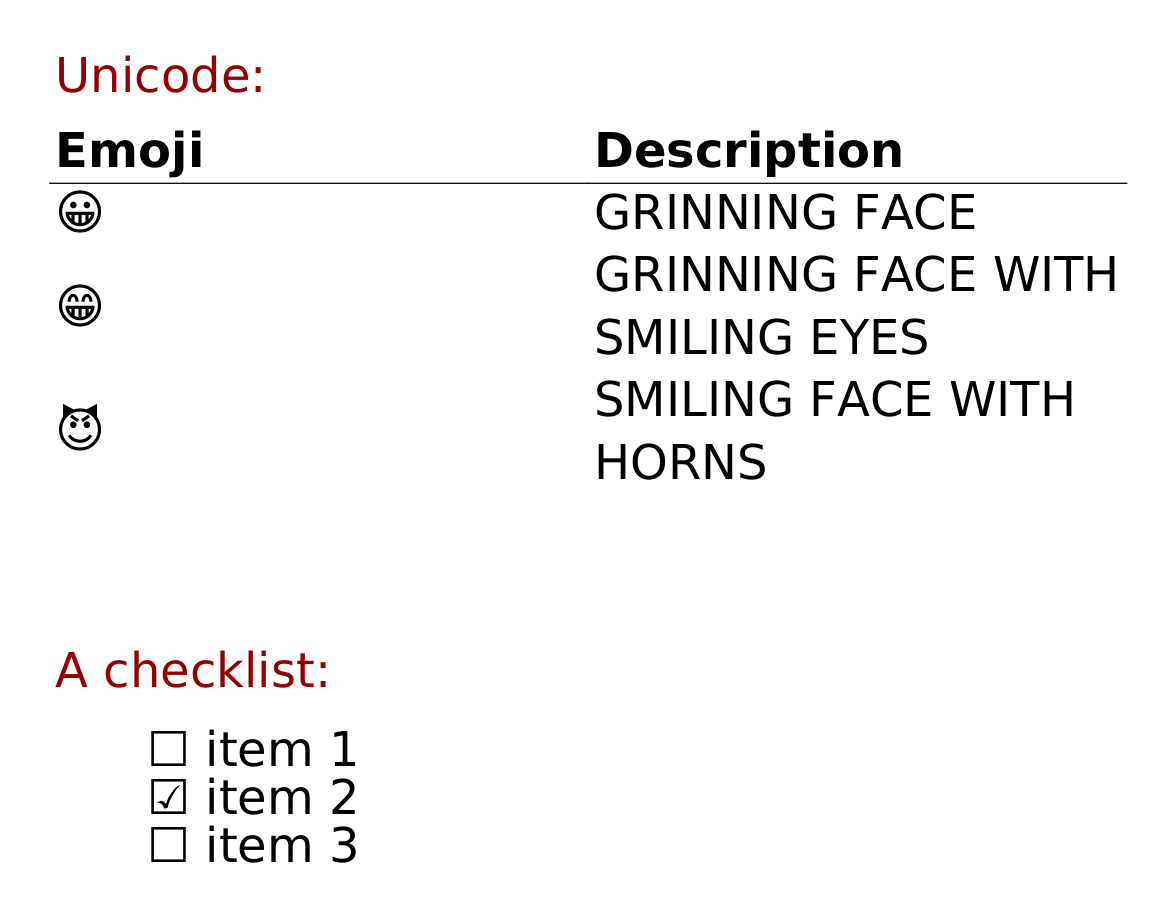 Unicode:
Emoji Description
😀 GRINNING FACE
😁 GRINNING FACE WITH
SMILING EYES
😈 SMILING FACE WITH
HORNS
A checklist:
☐ item 1
☑ item 2
☐ item 3